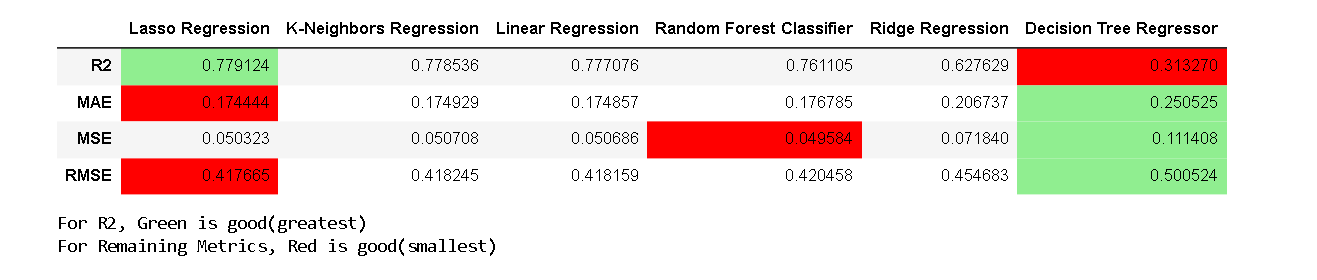 Lasso Regression K-Neighbors Regression Linear Regression Random Forest Classifier Ridge Regression Decision Tree Regressor
R2 0.779124 0.778536 0.777076 0.761105 0.627629 0.313270
MAE 0.174444 0.174929 0.174857 0.176785 0.206737 0.250525
MSE 0.050323 0.050708 0.050686 0.049584 0.071840 0.111408
RMSE 0.417665 0.418245 0.418159 0.420458 0.454683 0.500524
For R2, Green is good(greatest)
For Remaining Metrics, Red is good(smallest)